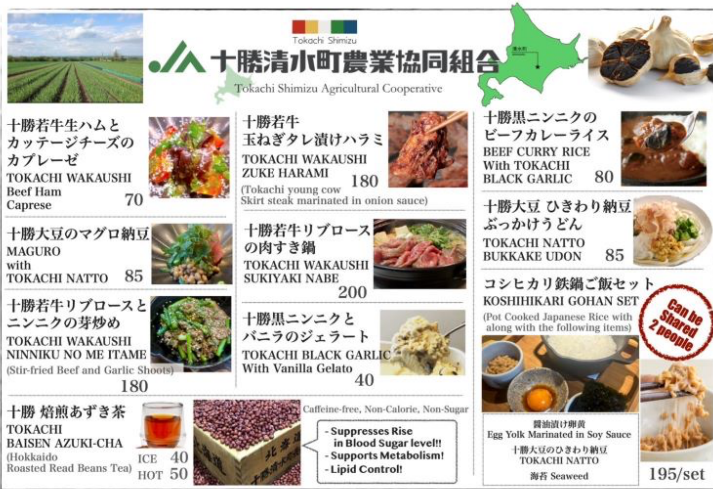 Tokachi Shimizu
JA 十勝清水町農業協同組合
Tokachi Shimizu Agricultural Cooperative
清水町
十勝若牛生ハムと
カッテージチーズの
カプレーゼ
TOKACHI WAKAUSHI
Beef Ham
Caprese
70
十勝大豆のマグロ納豆
MAGURO
with
TOKACHI NATTO 85
十勝若牛リブロースと
ニンニクの芽炒め
TOKACHI WAKAUSHI
NINNIKU NO ME ITAME
(Stir-fried Beef and Garlic Shoots)
180
十勝 焙煎あずき茶
TOKACHI
BAISEN AZUKI-CHA
(Hokkaido
Roasted Read Beans Tea)
ICE 40
HOT 50
十勝若牛
玉ねぎタレ漬けハラミ
TOKACHI WAKAUSHI
ZUKE HARAMI 180
(Tokachi young cow
Skirt steak marinated in onion sauce)
十勝若牛リブロース
の肉すき鍋
TOKACHI WAKAUSHI
SUKIYAKI NABE
200
十勝黒ニンニクと
バニラのジェラート
TOKACHI BLACK GARLIC
With Vanilla Gelato
40
Caffeine-free, Non-Calorie, Non-Sugar
- Suppresses Rise
in Blood Sugar level!!
- Supports Metabolism!
- Lipid Control!
北海道
十勝清水
十勝黒ニンニクの
ビーフカレーライス
BEEF CURRY RICE
With TOKACHI
BLACK GARLIC 80
十勝大豆 ひきわり納豆
ぶっかけうどん
TOKACHI NATTO
BUKKAKE UDON 85
コシヒカリ鉄鍋ご飯セット
KOSHIHIKARI GOHAN SET
(Pot Cooked Japanese Rice with
along with the following items)
Can be
Shared
2 people
醤油漬け卵黄
Egg Yolk Marinated in Soy Sauce
十勝大豆のひきわり納豆
TOKACHI NATTO
海苔 Seaweed
195/set